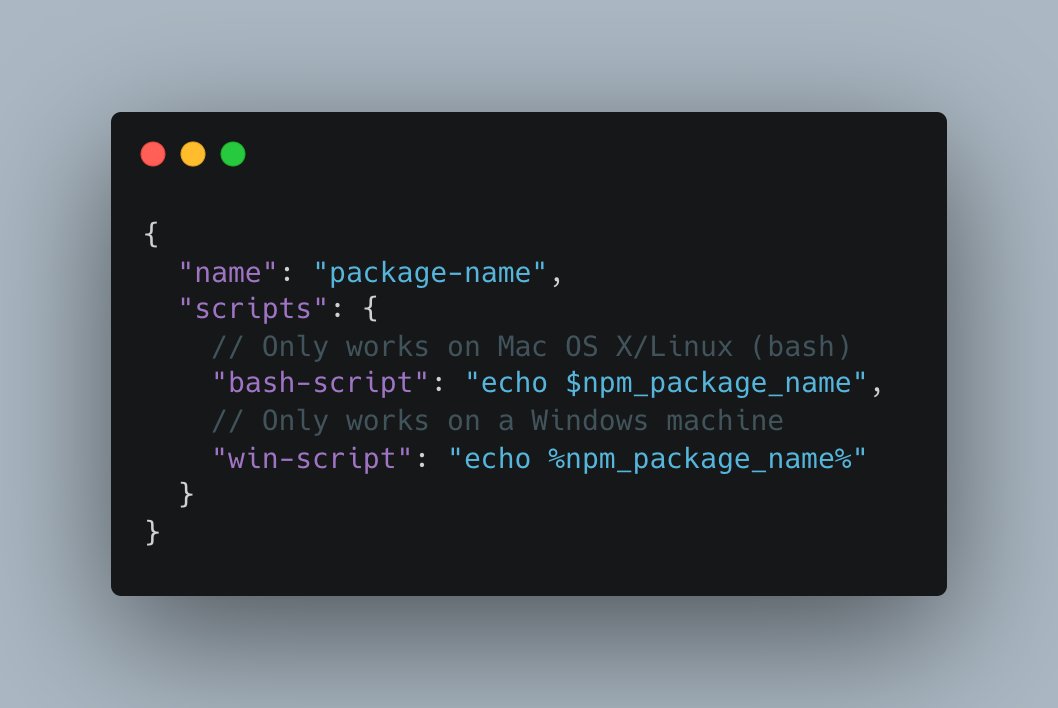 {
  "name": "package-name",
  "scripts": {
    // Only works on Mac OS X/Linux (bash)
    "bash-script": "echo $npm_package_name",
    // Only works on a Windows machine
    "win-script": "echo %npm_package_name%"
  }
}